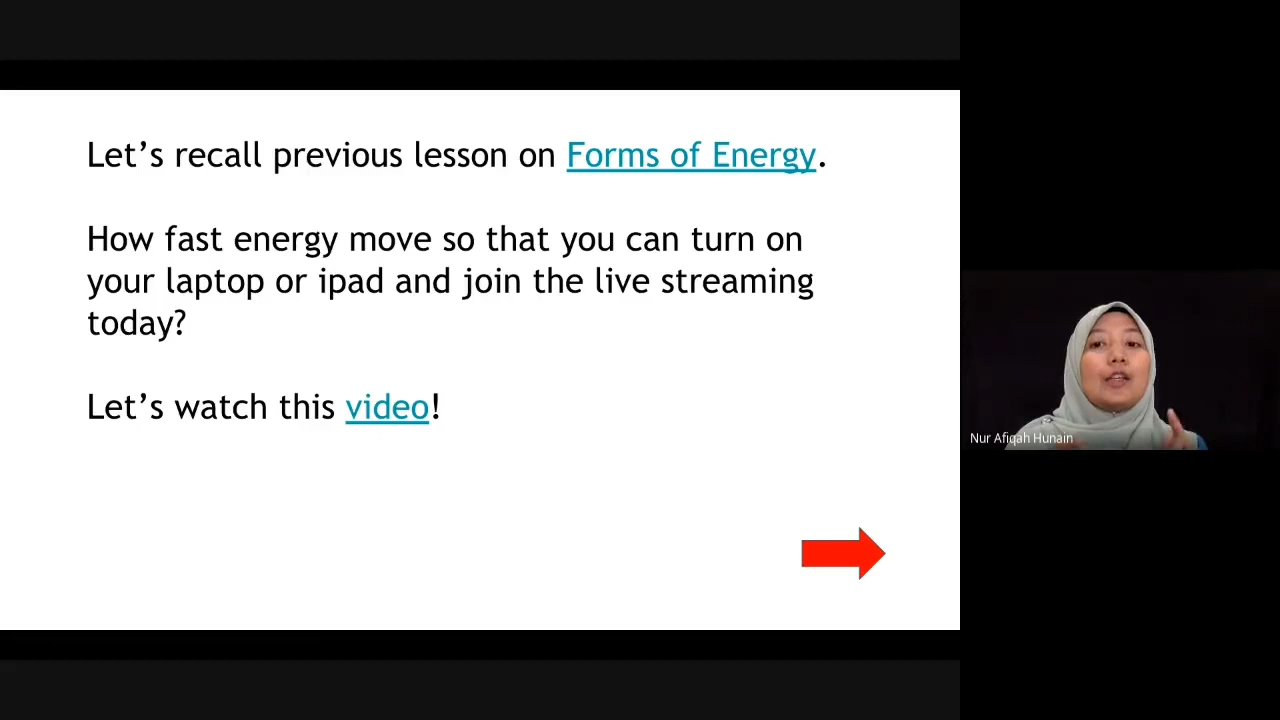 Let’s recall previous lesson on Forms of Energy.
How fast energy move so that you can turn on
your laptop or ipad and join the live streaming
today?
Let’s watch this video!
Nur Afiqah Hunain